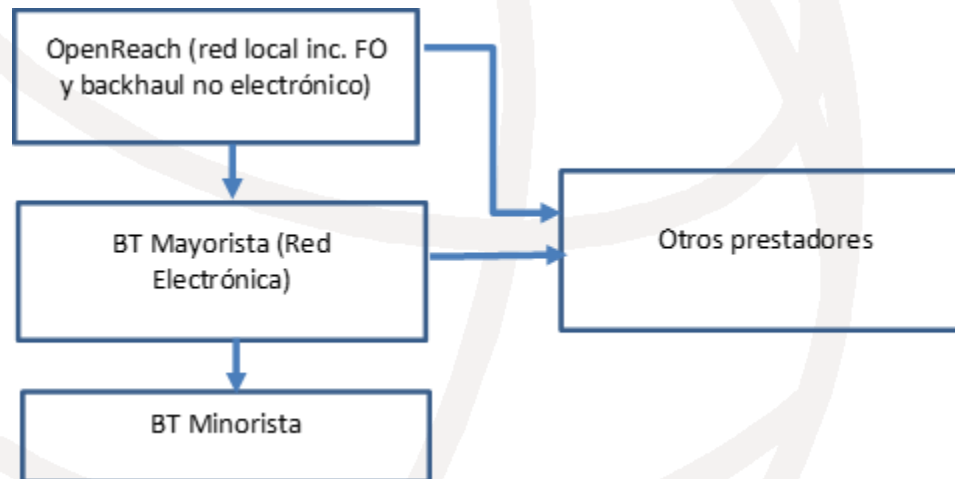 OpenReach (red local inc. FO
y backhaul no electrónico)
BT Mayorista (Red
Electrónica)
Otros prestadores
BT Minorista